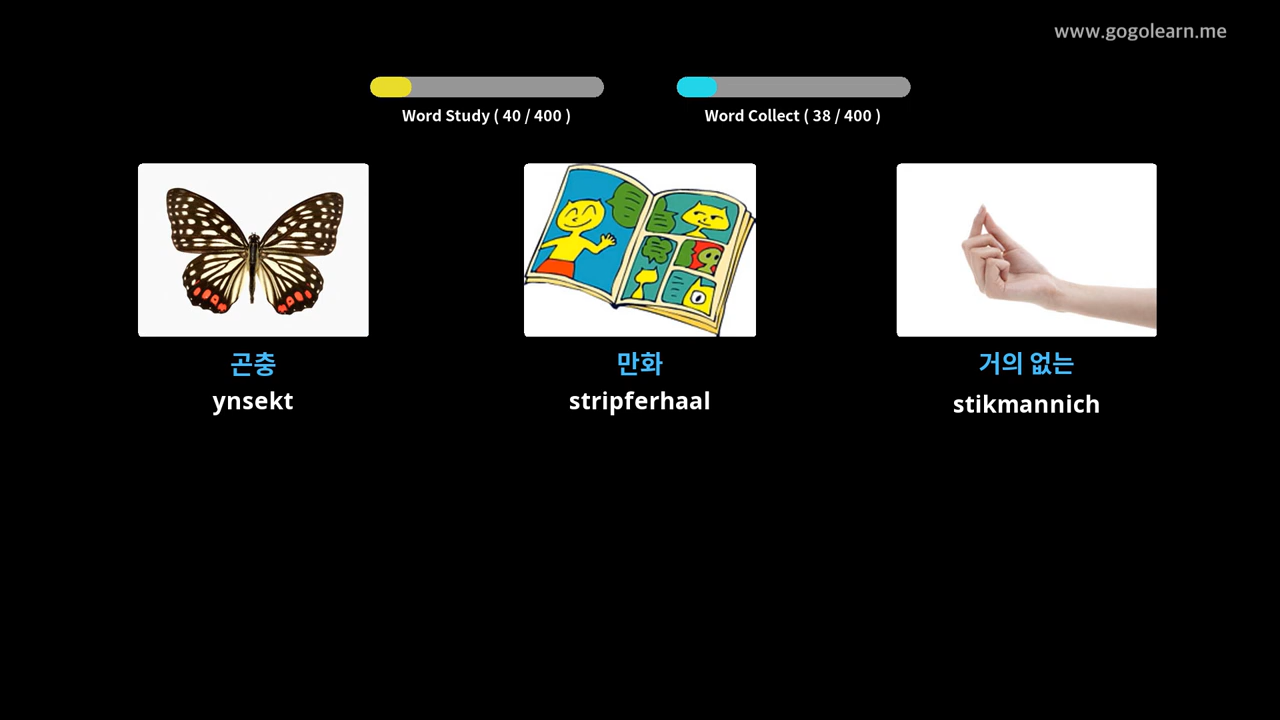 www.gogolearn.me
Word Study ( 40 / 400 )
Word Collect ( 38 / 400 )
곤충
만화
거의 없는
ynsekt
stripferhaal
stikmannich